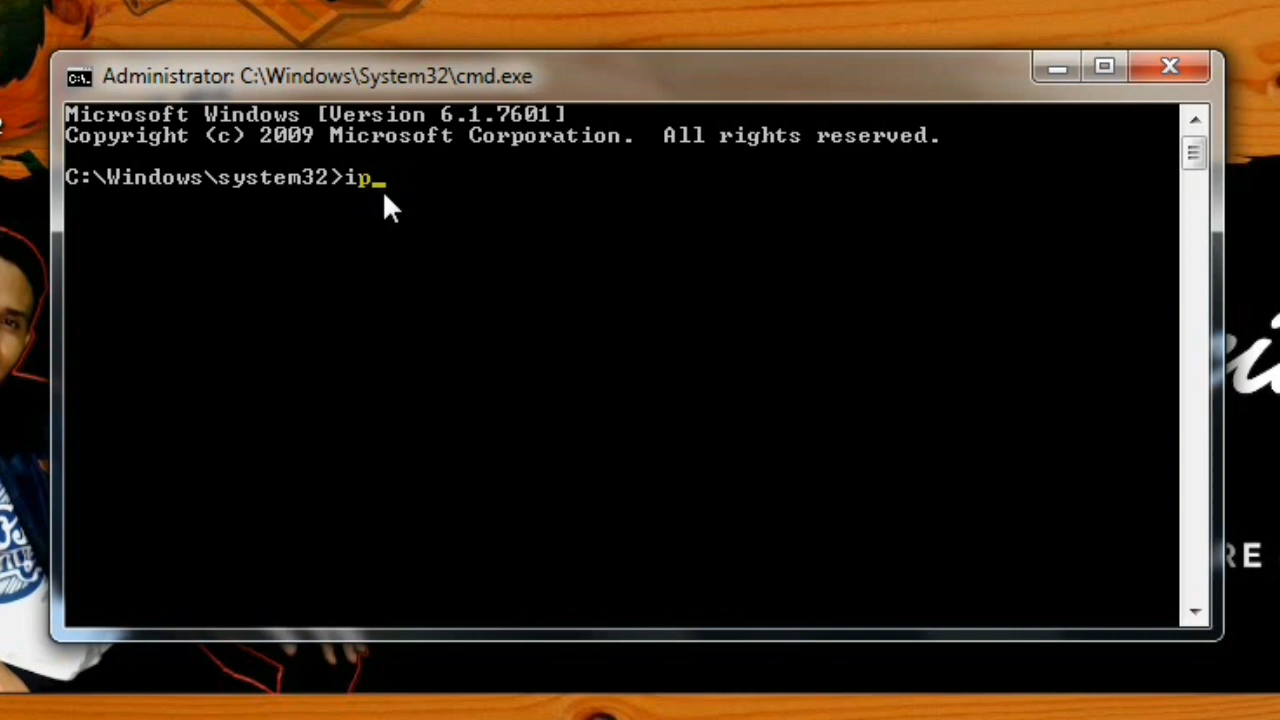 Administrator: C:\Windows\System32\cmd.exe
Microsoft Windows [Version 6.1.7601]
Copyright (c) 2009 Microsoft Corporation.  All rights reserved.
C:\Windows\system32>ip_
RE